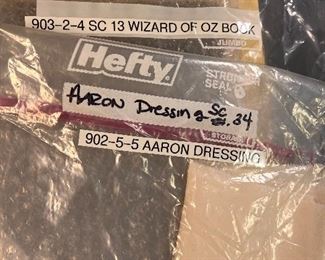 903-2-4 SC 13 WIZARD OF OZ BOOK
JUMBO
Hefty
STRONG
SEAL
AARON Dressing Sc. 34
STORAGE
902-5-5 AARON DRESSING